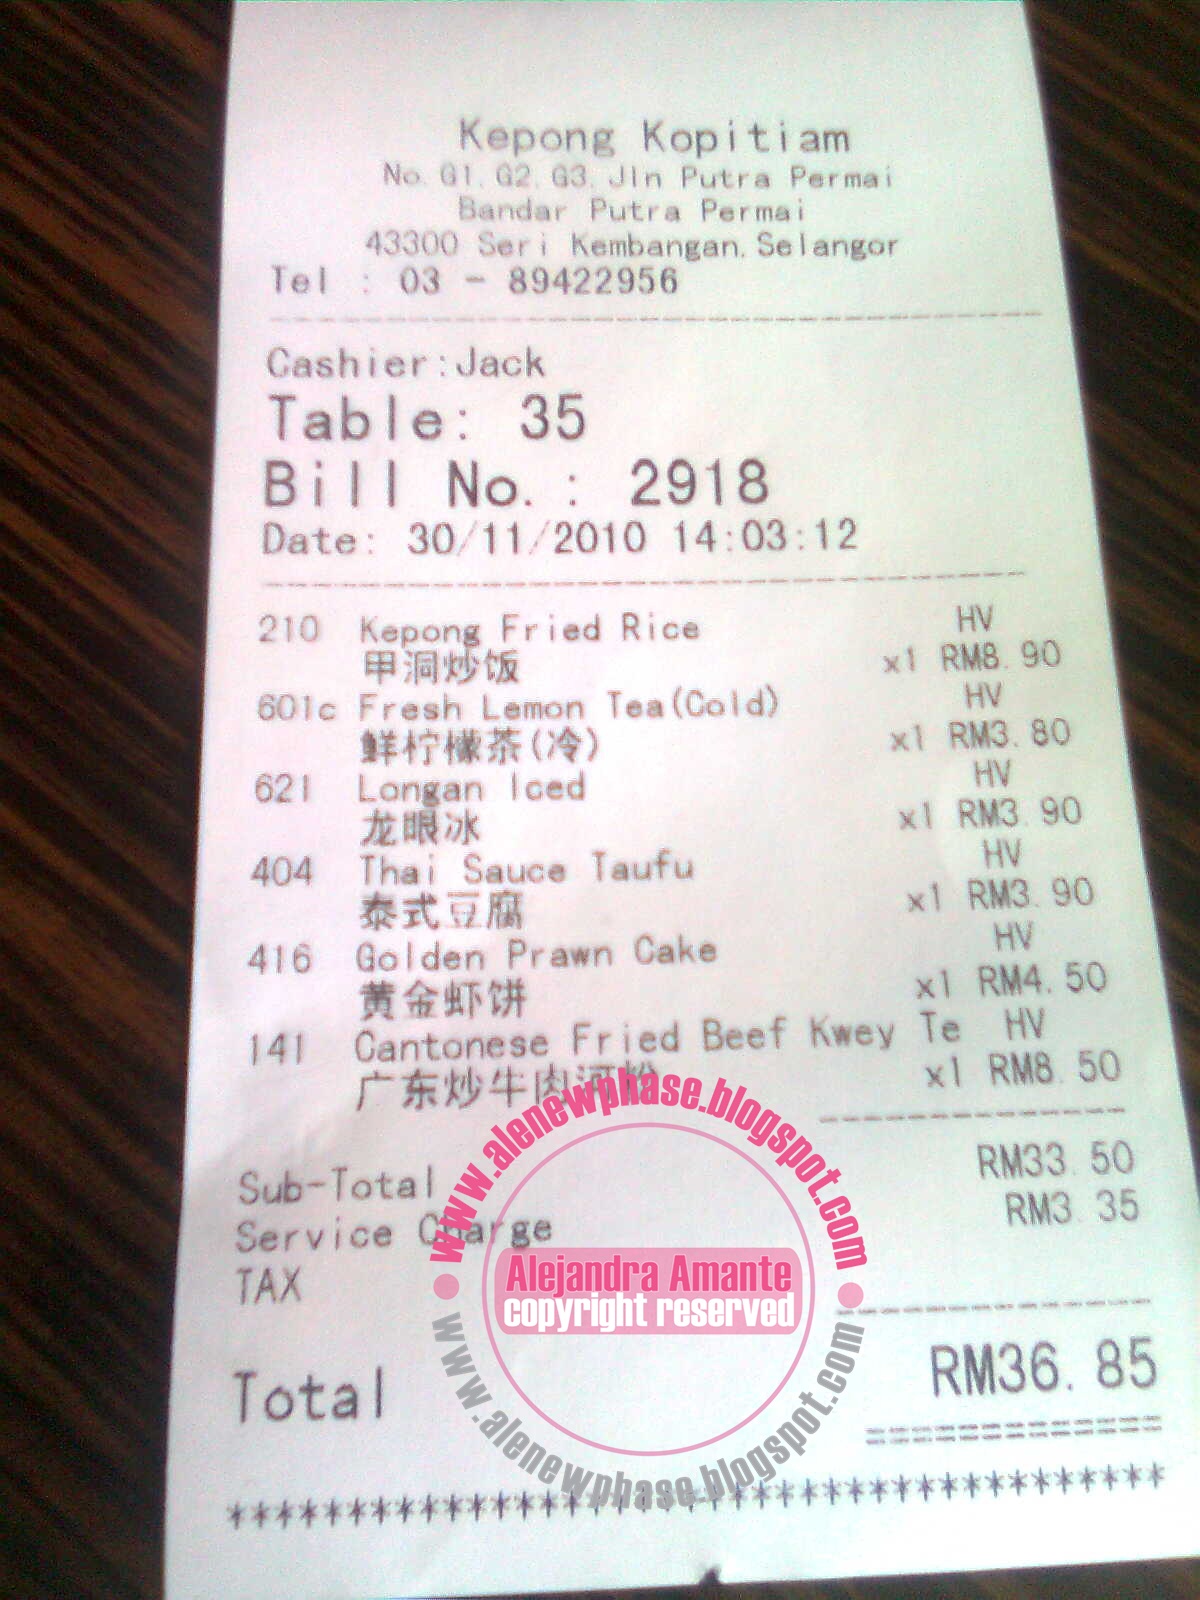 Kepong Kopitiam
No.G1,G2,G3,Jln Putra Permai
Bandar Putra Permai
43300 Seri Kembangan,Selangor
Tel : 03 - 89422956
Cashier:Jack
Table: 35
Bill No.: 2918
Date: 30/11/2010 14:03:12
210 Kepong Fried Rice HV
甲洞炒饭 x1 RM8.90
601c Fresh Lemon Tea(Cold) HV
鲜柠檬茶(冷) x1 RM3.80
621 Longan Iced HV
龙眼冰 x1 RM3.90
404 Thai Sauce Taufu HV
泰式豆腐 x1 RM3.90
416 Golden Prawn Cake HV
黄金虾饼 x1 RM4.50
141 Cantonese Fried Beef Kwey Te HV
广东炒牛肉河粉 x1 RM8.50
Sub-Total RM33.50
Service Charge RM3.35
TAX
Total RM36.85
**********************************
www.alenewphase.blogspot.com
Alejandra Amante
copyright reserved
www.alenewphase.blogspot.com